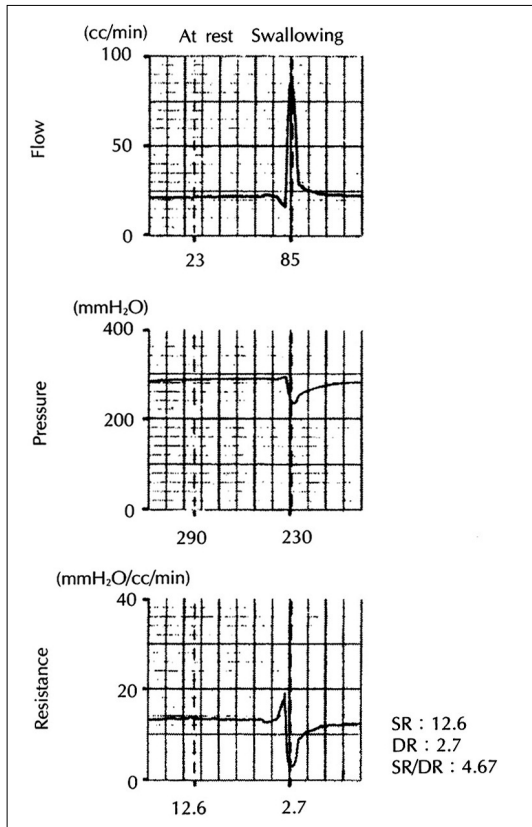 (cc/min) At rest Swallowing
100
50
0
Flow
23 85
(mmH₂O)
400
200
0
Pressure
290 230
(mmH₂O/cc/min)
40
20
0
Resistance
12.6 2.7
SR : 12.6
DR : 2.7
SR/DR : 4.67